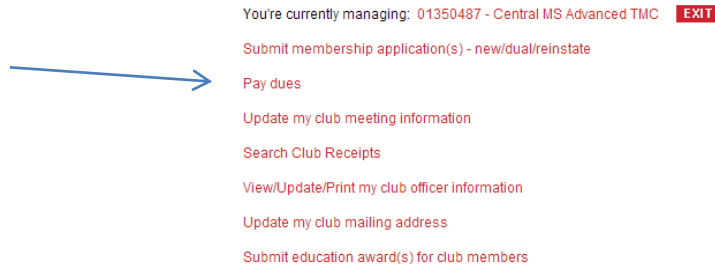 You're currently managing: 01350487 - Central MS Advanced TMC EXIT
Submit membership application(s) - new/dual/reinstate
Pay dues
Update my club meeting information
Search Club Receipts
View/Update/Print my club officer information
Update my club mailing address
Submit education award(s) for club members